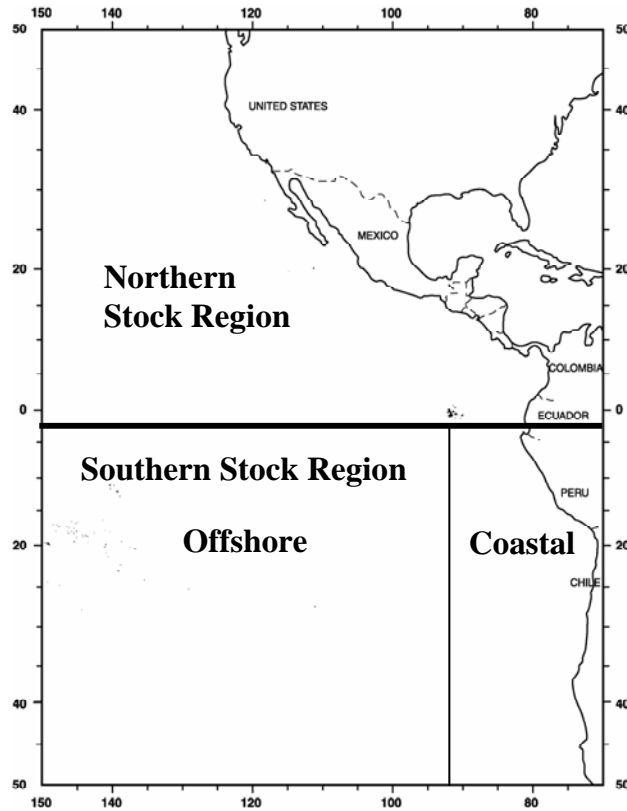 150 140 120 100 80
50 50
40 40
UNITED STATES
MEXICO
20 20
Northern
Stock Region
COLOMBIA
0 0
ECUADOR
Southern Stock Region
PERU
Offshore Coastal
20 20
CHILE
40 40
50 50
150 140 120 100 80